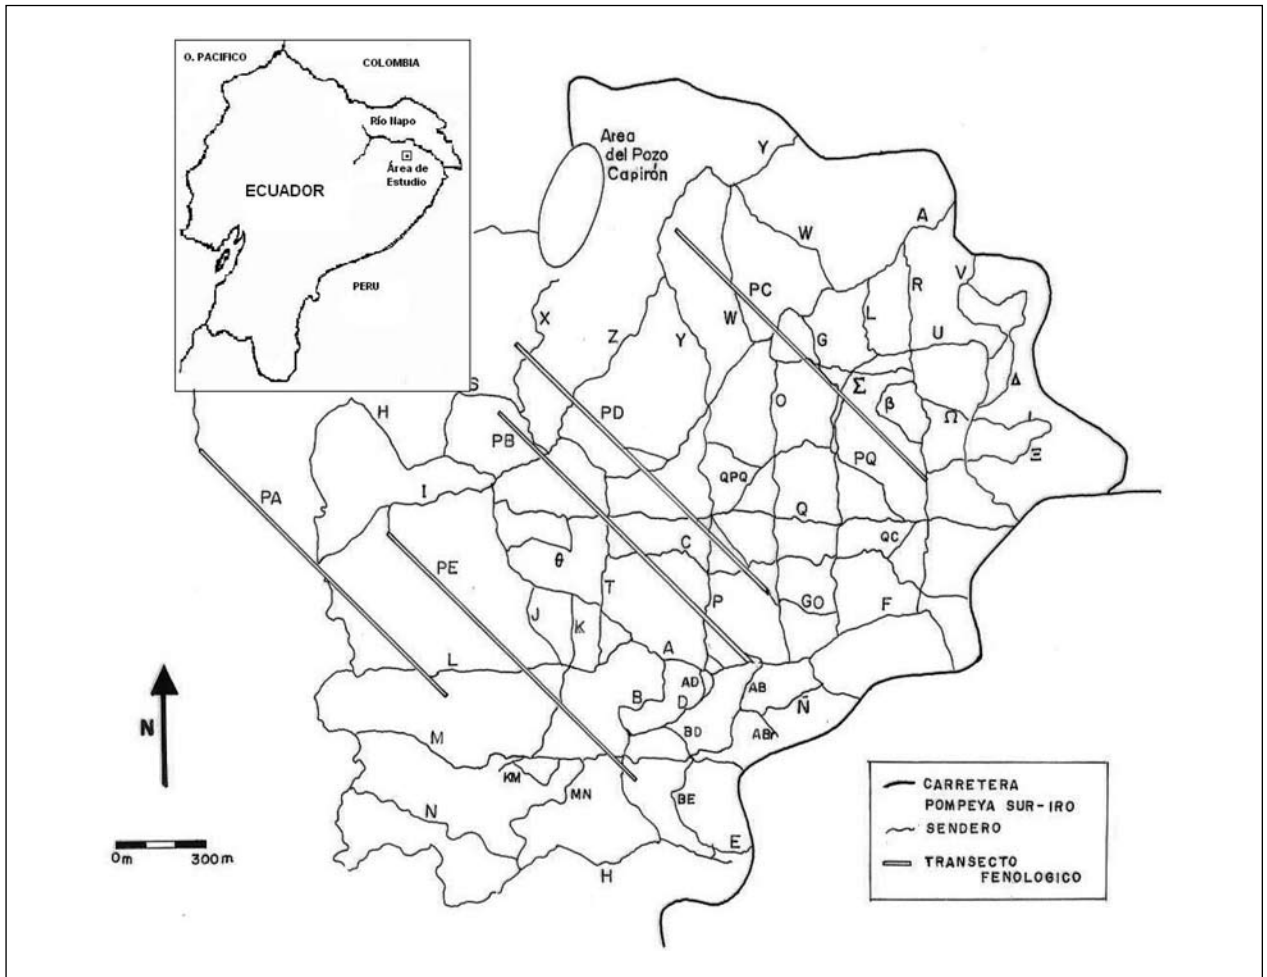 O. PACIFICO
COLOMBIA
Río Napo
Área de
Estudio
ECUADOR
PERU
Area
del Pozo
Capirón
Y
A
W
V
R
PC
X
Z
Y
W
G
L
U
S
H
PD
O
Σ
β
Δ
Ω
PB
PQ
Ξ
PA
I
QPQ
Q
C
QC
PE
θ
T
J
K
P
GO
F
L
A
AD
AB
B
D
Ñ
BD
AB
M
KM
MN
BE
N
E
H
N
0m 300m
CARRETERA
POMPEYA SUR-IRO
SENDERO
TRANSECTO
FENOLOGICO